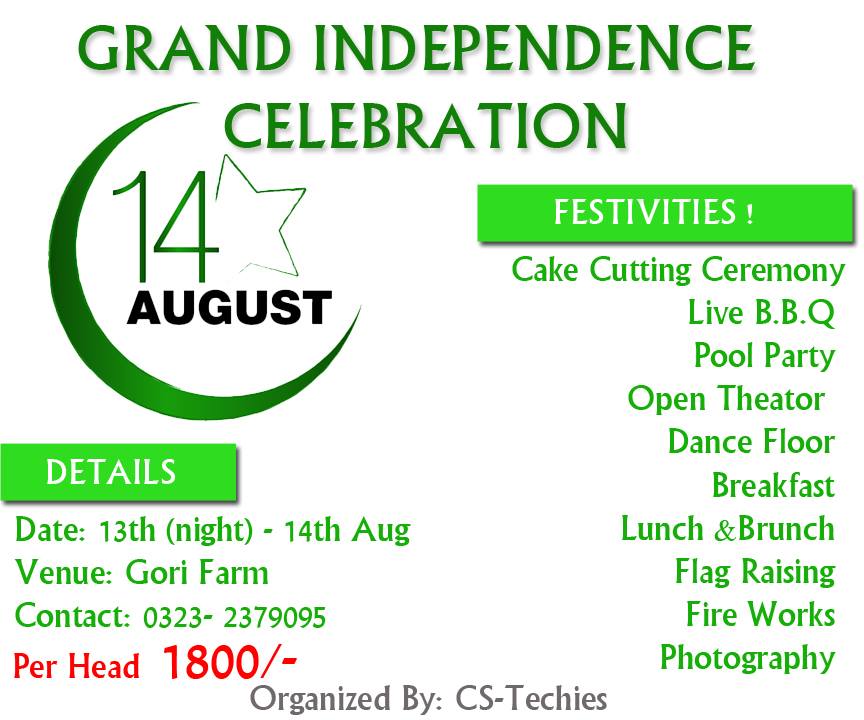 GRAND INDEPENDENCE
CELEBRATION
14
AUGUST
FESTIVITIES !
Cake Cutting Ceremony
Live B.B.Q
Pool Party
Open Theator
Dance Floor
Breakfast
Lunch &Brunch
Flag Raising
Fire Works
Photography
DETAILS
Date: 13th (night) - 14th Aug
Venue: Gori Farm
Contact: 0323- 2379095
Per Head 1800/-
Organized By: CS-Techies